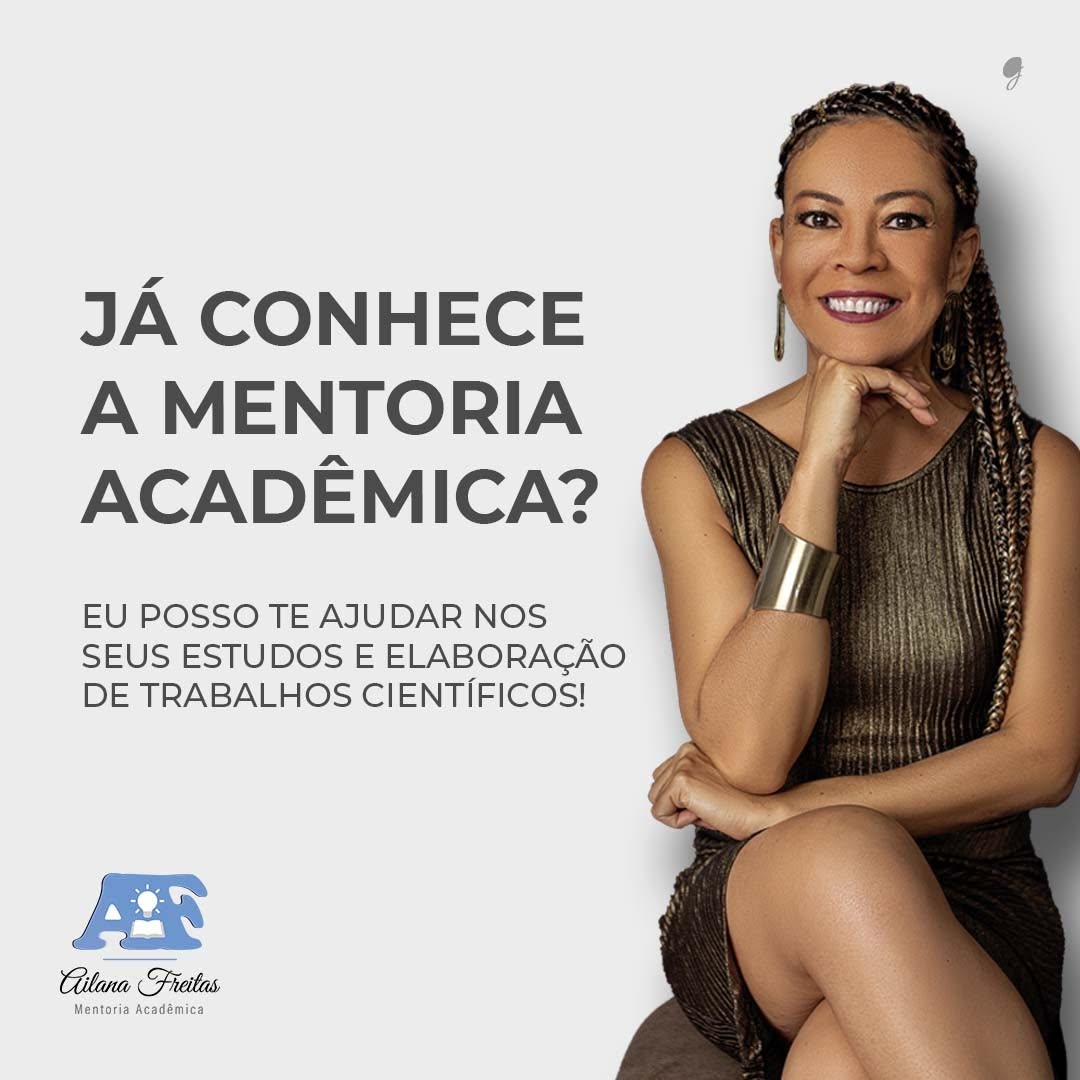 JÁ CONHECE
A MENTORIA
ACADÊMICA?
EU POSSO TE AJUDAR NOS
SEUS ESTUDOS E ELABORAÇÃO
DE TRABALHOS CIENTÍFICOS!
AF
Ailana Freitas
Mentoria Acadêmica